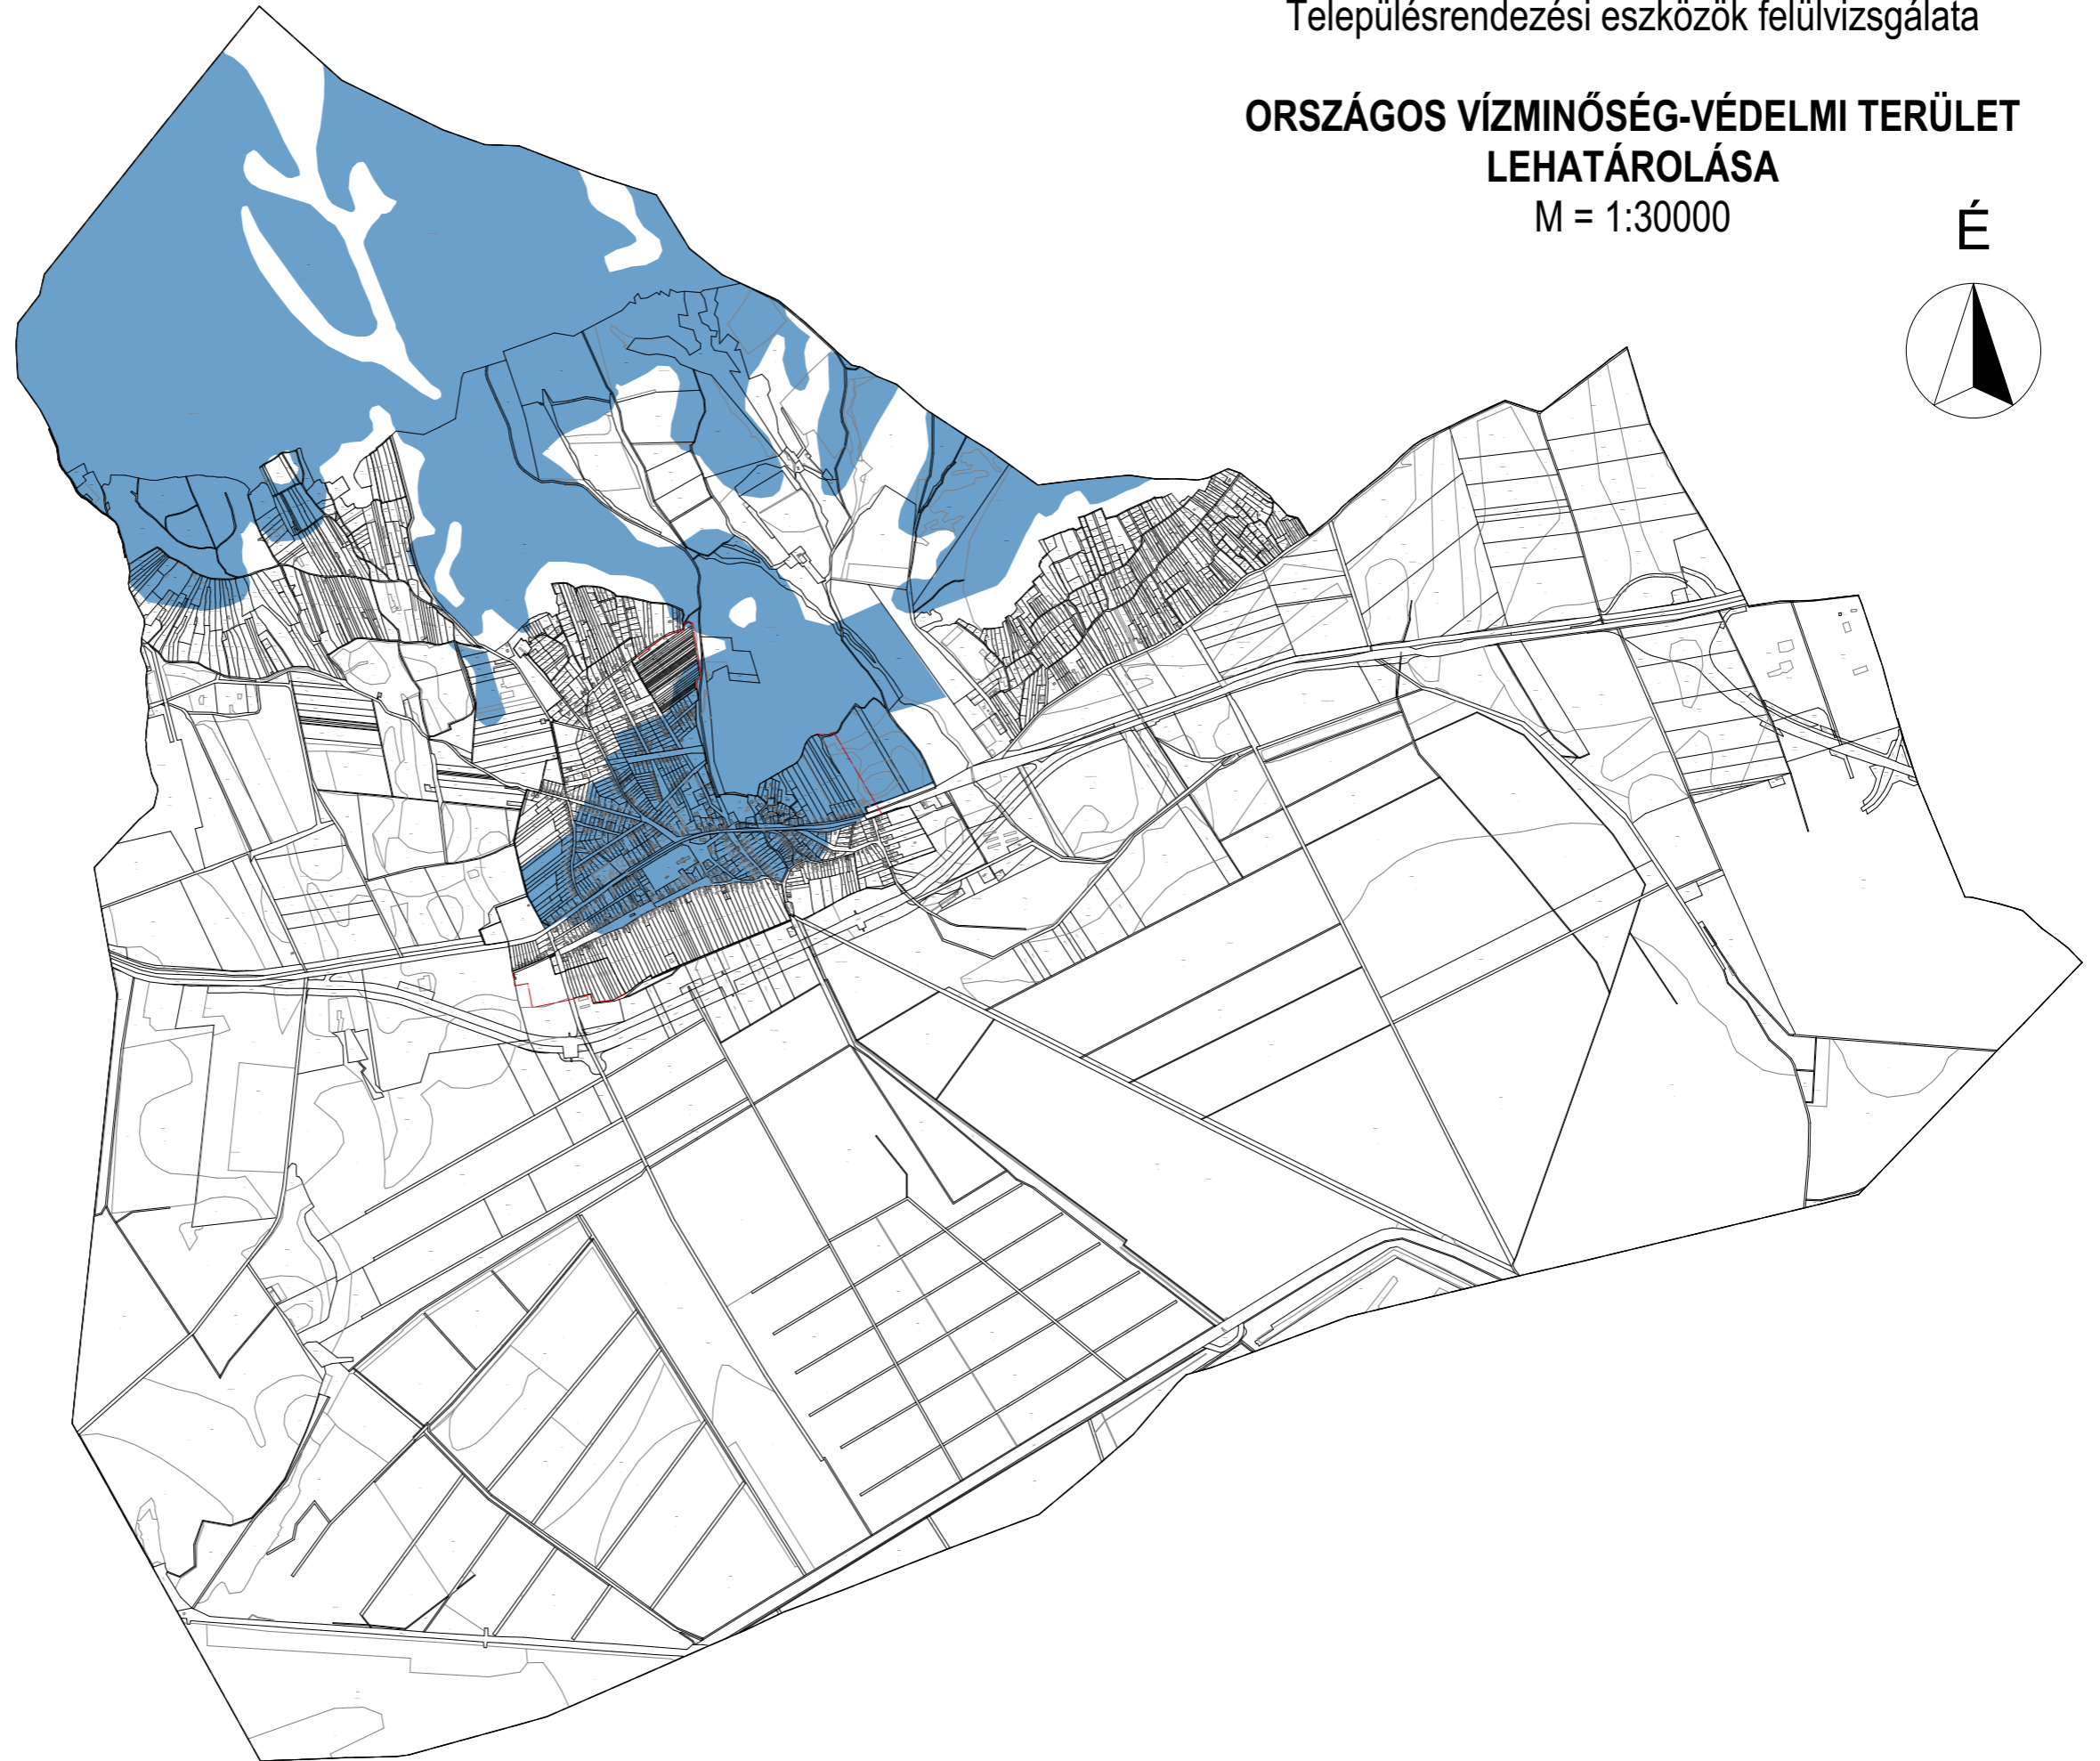 Településrendezési eszközök felülvizsgálata
ORSZÁGOS VÍZMINŐSÉG-VÉDELMI TERÜLET
LEHATÁROLÁSA
M = 1:30000
É